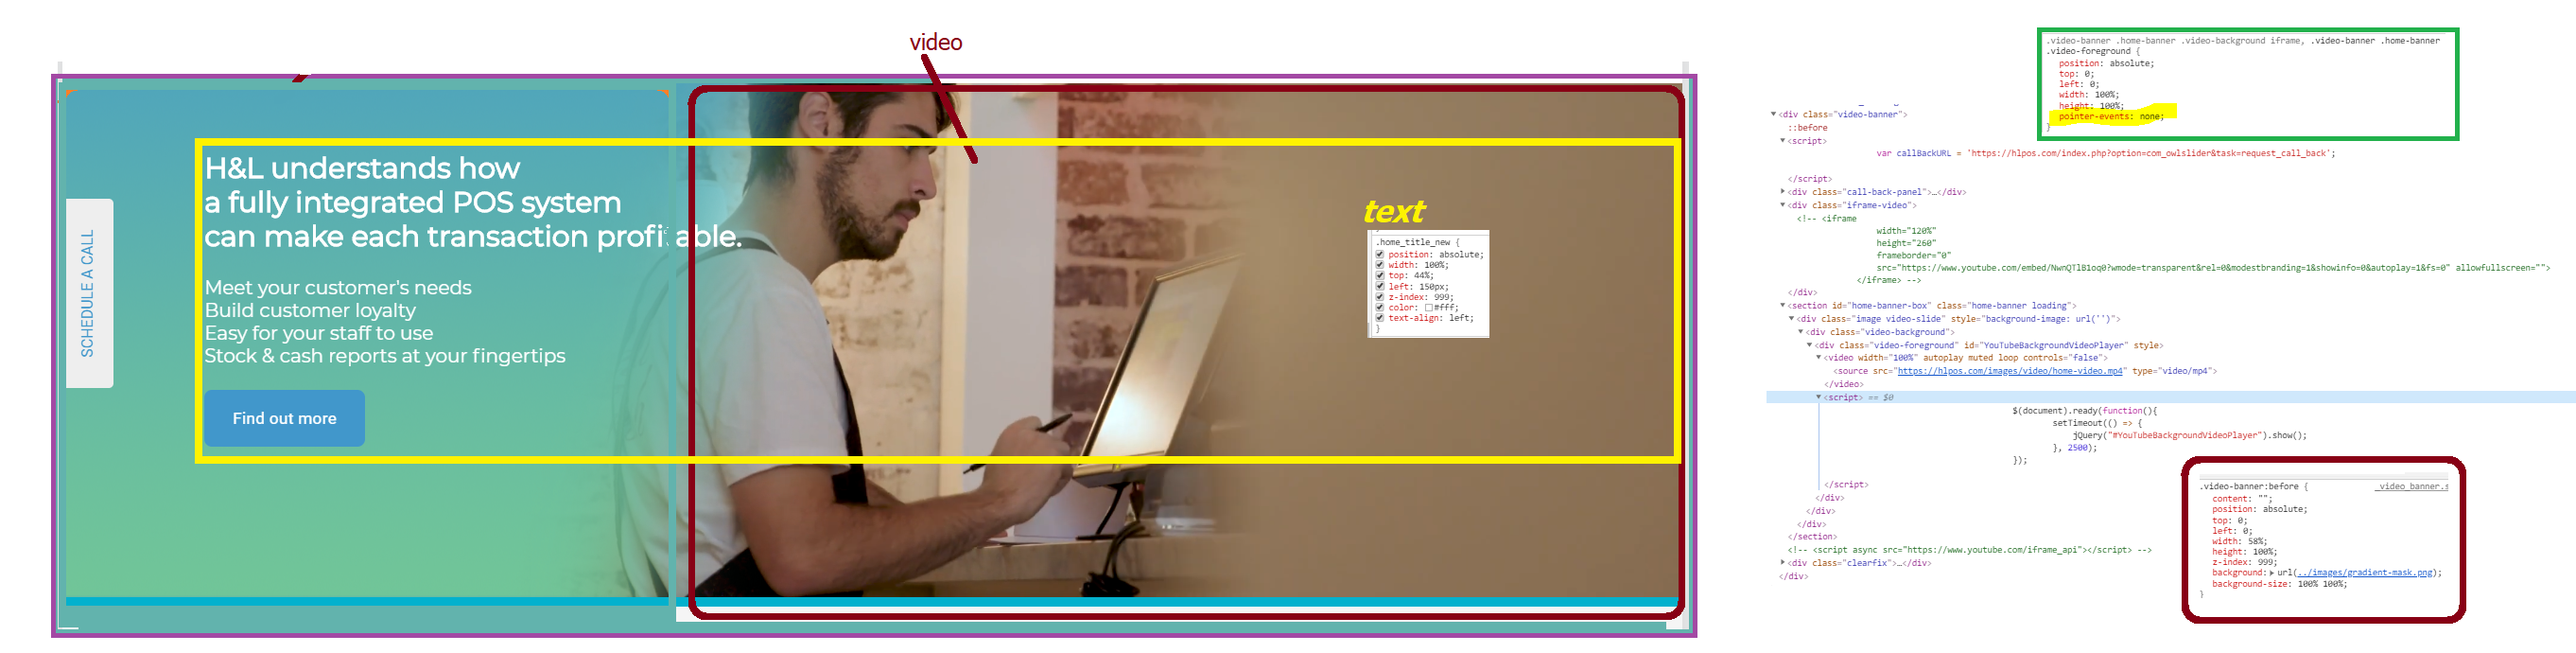 video
H&L understands how
a fully integrated POS system
can make each transaction profitable.
Meet your customer's needs
Build customer loyalty
Easy for your staff to use
Stock & cash reports at your fingertips
Find out more
SCHEDULE A CALL
text
.home_title_new {
position: absolute;
width: 100%;
top: 44%;
left: 150px;
z-index: 999;
color: #fff;
text-align: left;
}
.video-banner .home-banner .video-background iframe, .video-banner .home-banner
.video-foreground {
position: absolute;
top: 0;
left: 0;
width: 100%;
height: 100%;
pointer-events: none;
}
<div class="video-banner">
::before
<script>
var callBackURL = 'https://hlpos.com/index.php?option=com_owlslider&task=request_call_back';
</script>
<div class="call-back-panel">…</div>
<div class="iframe-video">
<!-- <iframe
width="120%"
height="260"
frameborder="0"
src="https://www.youtube.com/embed/NwnQTlB1oq0?wmode=transparent&rel=0&modestbranding=1&showinfo=0&autoplay=1&fs=0" allowfullscreen="">
</iframe> -->
</div>
<section id="home-banner-box" class="home-banner loading">
<div class="image video-slide" style="background-image: url('')">
<div class="video-background">
<div class="video-foreground" id="YouTubeBackgroundVideoPlayer" style>
<video width="100%" autoplay muted loop controls="false">
<source src="https://hlpos.com/images/video/home-video.mp4" type="video/mp4">
</video>
<script> == $0
$(document).ready(function(){
setTimeout(() => {
jQuery("#YouTubeBackgroundVideoPlayer").show();
}, 2500);
});
</script>
</div>
</div>
</div>
</section>
<!-- <script async src="https://www.youtube.com/iframe_api"></script> -->
<div class="clearfix">…</div>
</div>
.video-banner:before { _video_banner.s
content: "";
position: absolute;
top: 0;
left: 0;
width: 58%;
height: 100%;
z-index: 999;
background: url(../images/gradient-mask.png);
background-size: 100% 100%;
}